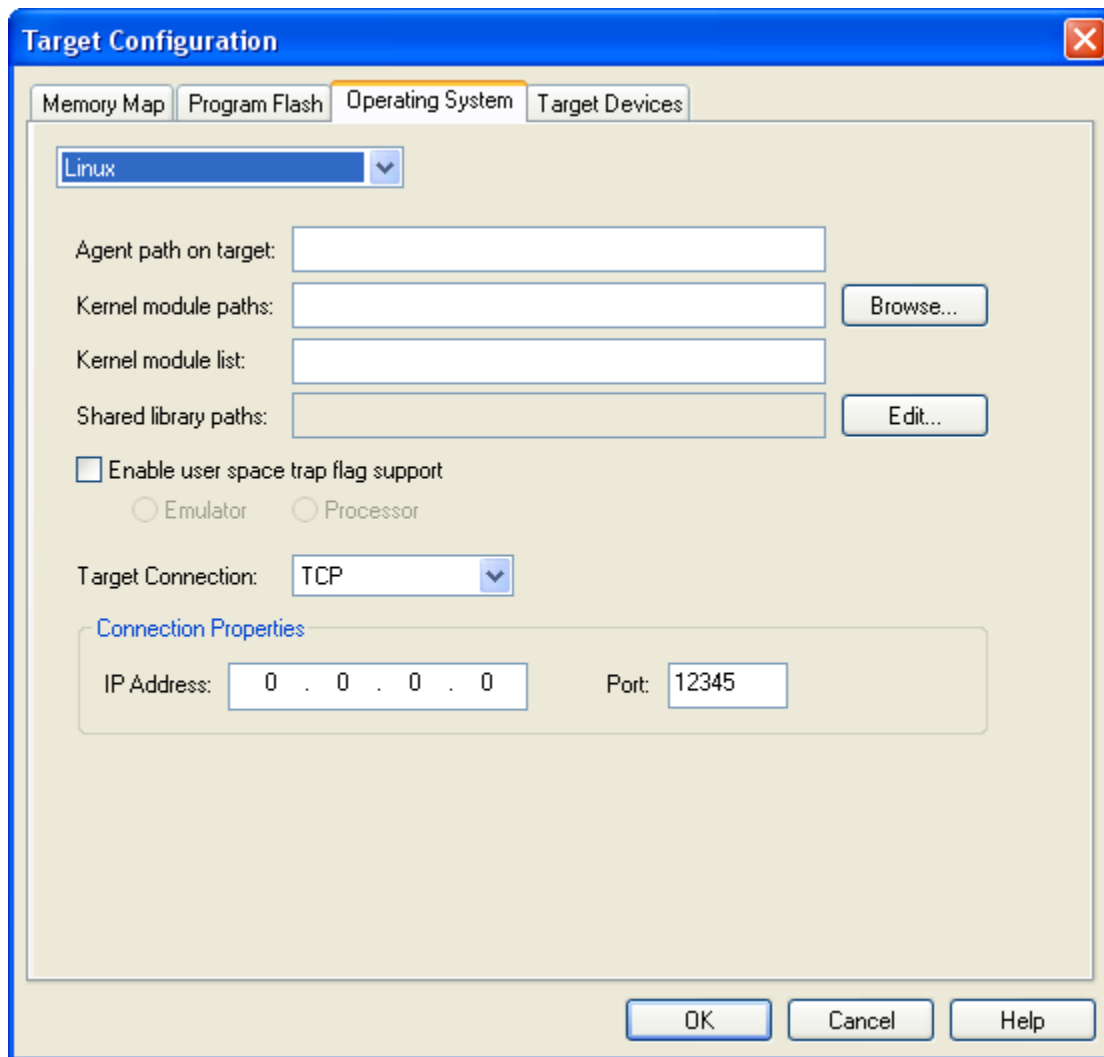 Target Configuration
Memory Map Program Flash Operating System Target Devices
Linux
Agent path on target:
Kernel module paths: Browse...
Kernel module list:
Shared library paths: Edit...
Enable user space trap flag support
Emulator Processor
Target Connection: TCP
Connection Properties
IP Address: 0 . 0 . 0 . 0 Port: 12345
OK Cancel Help